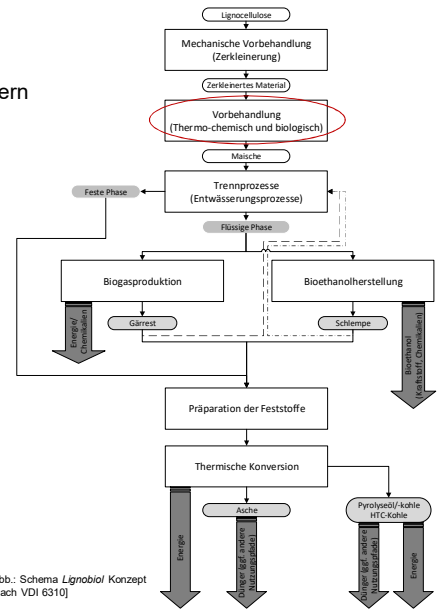 Lignocellulose
Mechanische Vorbehandlung
(Zerkleinerung)
ern
Zerkleinertes Material
Vorbehandlung
(Thermo-chemisch und biologisch)
Maische
Feste Phase
Trennprozesse
(Entwässerungsprozesse)
Flüssige Phase
Biogasproduktion
Bioethanolherstellung
Energie/
Chemikalien
Gärrest
Schlempe
Bioethanol
(Kraftstoff, Chemikalien)
Präparation der Feststoffe
Thermische Konversion
Energie
Asche
Dünger (ggf. andere
Nutzungspfade)
Pyrolyseöl/-kohle
HTC-Kohle
Dünger (ggf. andere
Nutzungspfade)
Energie
bb.: Schema Lignobiol Konzept
ach VDI 6310]